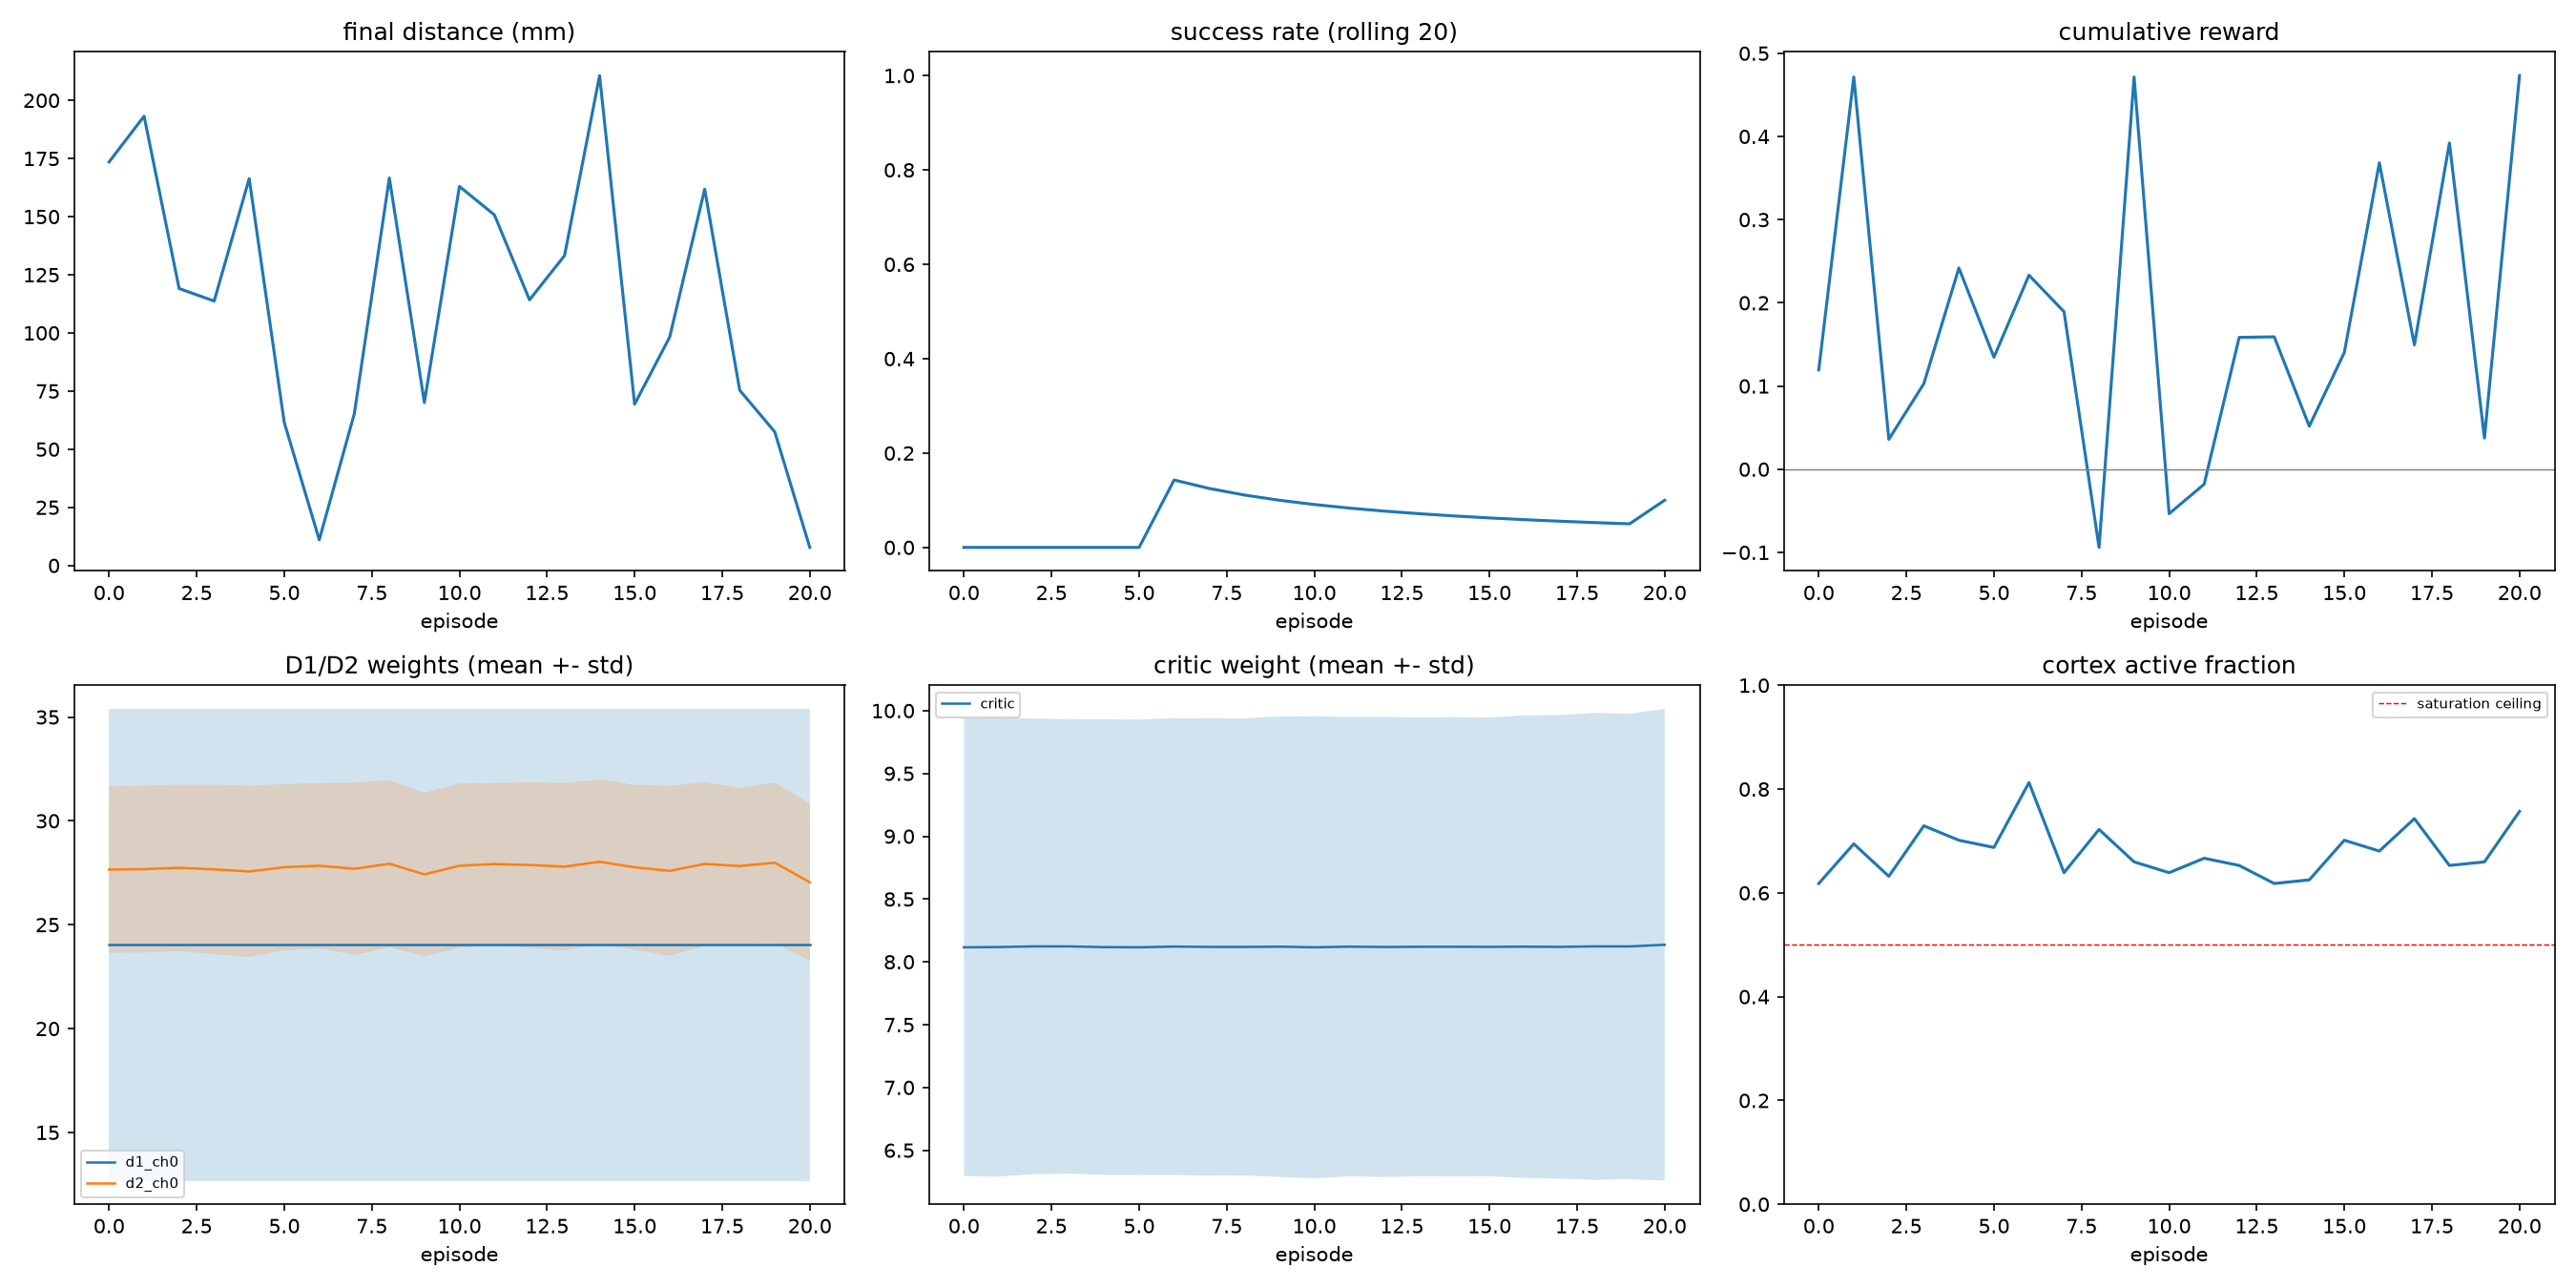 final distance (mm)
200
175
150
125
100
75
50
25
0
0.0 2.5 5.0 7.5 10.0 12.5 15.0 17.5 20.0
episode
success rate (rolling 20)
1.0
0.8
0.6
0.4
0.2
0.0
0.0 2.5 5.0 7.5 10.0 12.5 15.0 17.5 20.0
episode
cumulative reward
0.5
0.4
0.3
0.2
0.1
0.0
−0.1
0.0 2.5 5.0 7.5 10.0 12.5 15.0 17.5 20.0
episode
D1/D2 weights (mean +- std)
35
30
25
20
15
d1_ch0
d2_ch0
0.0 2.5 5.0 7.5 10.0 12.5 15.0 17.5 20.0
episode
critic weight (mean +- std)
critic
10.0
9.5
9.0
8.5
8.0
7.5
7.0
6.5
0.0 2.5 5.0 7.5 10.0 12.5 15.0 17.5 20.0
episode
cortex active fraction
saturation ceiling
1.0
0.8
0.6
0.4
0.2
0.0
0.0 2.5 5.0 7.5 10.0 12.5 15.0 17.5 20.0
episode